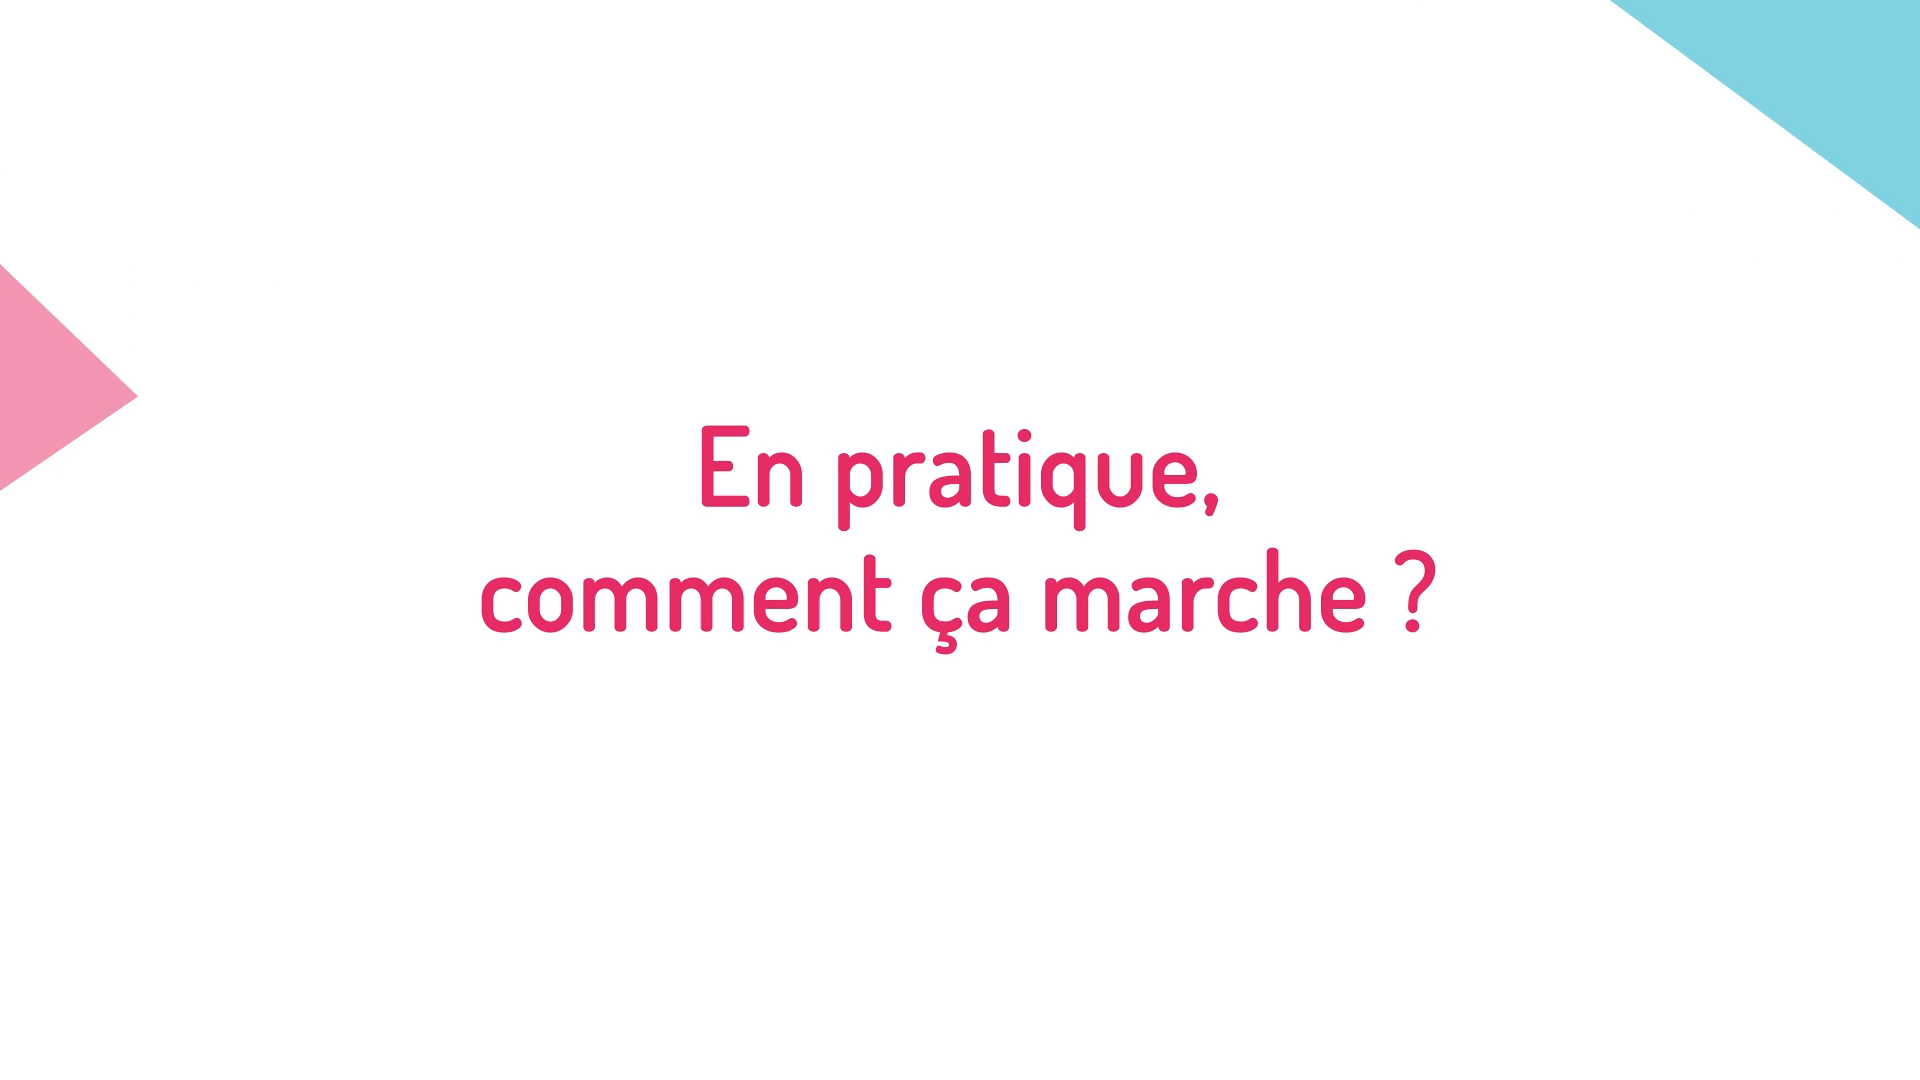 En pratique,
comment ça marche ?